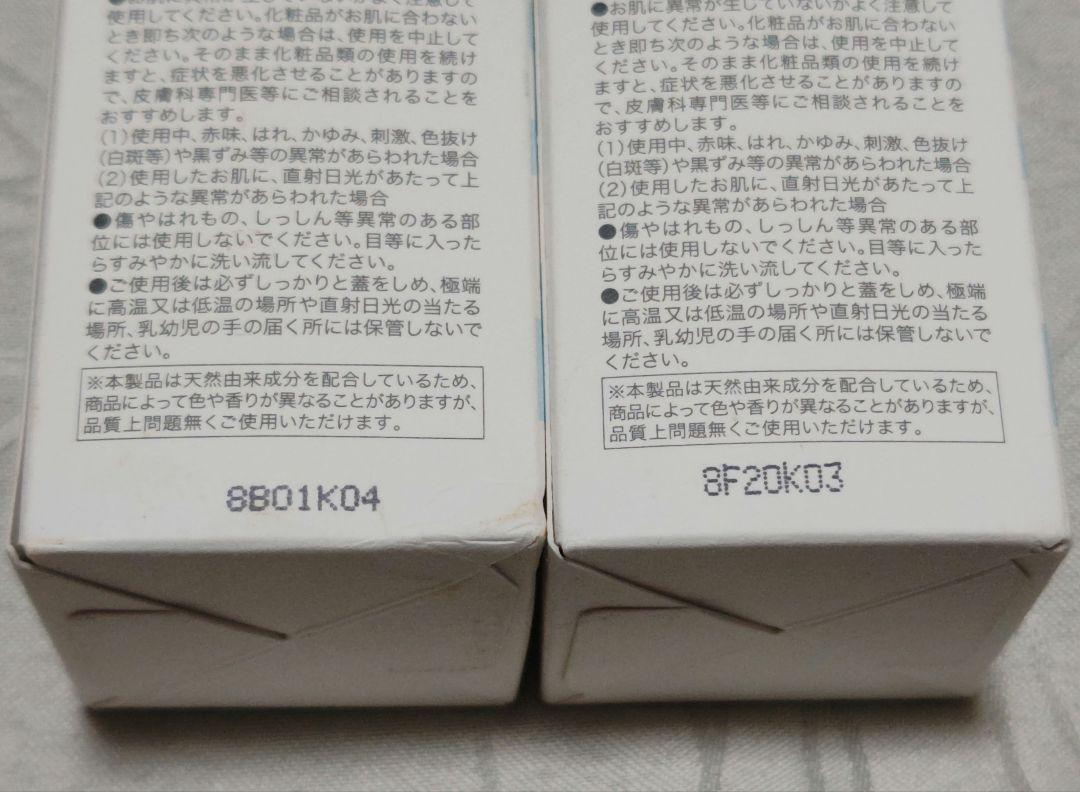 使用してください。化粧品がお肌に合わない
とき即ち次のような場合は、使用を中止して
ください。そのまま化粧品類の使用を続け
ますと、症状を悪化させることがありますの
で、皮膚科専門医等にご相談されることを
おすすめします。
(1)使用中、赤味、はれ、かゆみ、刺激、色抜け
(白斑等)や黒ずみ等の異常があらわれた場合
(2)使用したお肌に、直射日光があたって上
記のような異常があらわれた場合
●傷やはれもの、しっしん等異常のある部
位には使用しないでください。目等に入った
らすみやかに洗い流してください。
●ご使用後は必ずしっかりと蓋をしめ、極端
に高温又は低温の場所や直射日光の当たる
場所、乳幼児の手の届く所には保管しないで
ください。
※本製品は天然由来成分を配合しているため、
商品によって色や香りが異なることがありますが、
品質上問題無くご使用いただけます。
8B01K04
●お肌に異常が生じていないかよく注意して
使用してください。化粧品がお肌に合わない
とき即ち次のような場合は、使用を中止して
ください。そのまま化粧品類の使用を続け
ますと、症状を悪化させることがありますの
で、皮膚科専門医等にご相談されることを
おすすめします。
(1)使用中、赤味、はれ、かゆみ、刺激、色抜け
(白斑等)や黒ずみ等の異常があらわれた場合
(2)使用したお肌に、直射日光があたって上
記のような異常があらわれた場合
●傷やはれもの、しっしん等異常のある部
位には使用しないでください。目等に入った
らすみやかに洗い流してください。
●ご使用後は必ずしっかりと蓋をしめ、極端
に高温又は低温の場所や直射日光の当たる
場所、乳幼児の手の届く所には保管しないで
ください。
※本製品は天然由来成分を配合しているため、
商品によって色や香りが異なることがありますが、
品質上問題無くご使用いただけます。
8F20K03